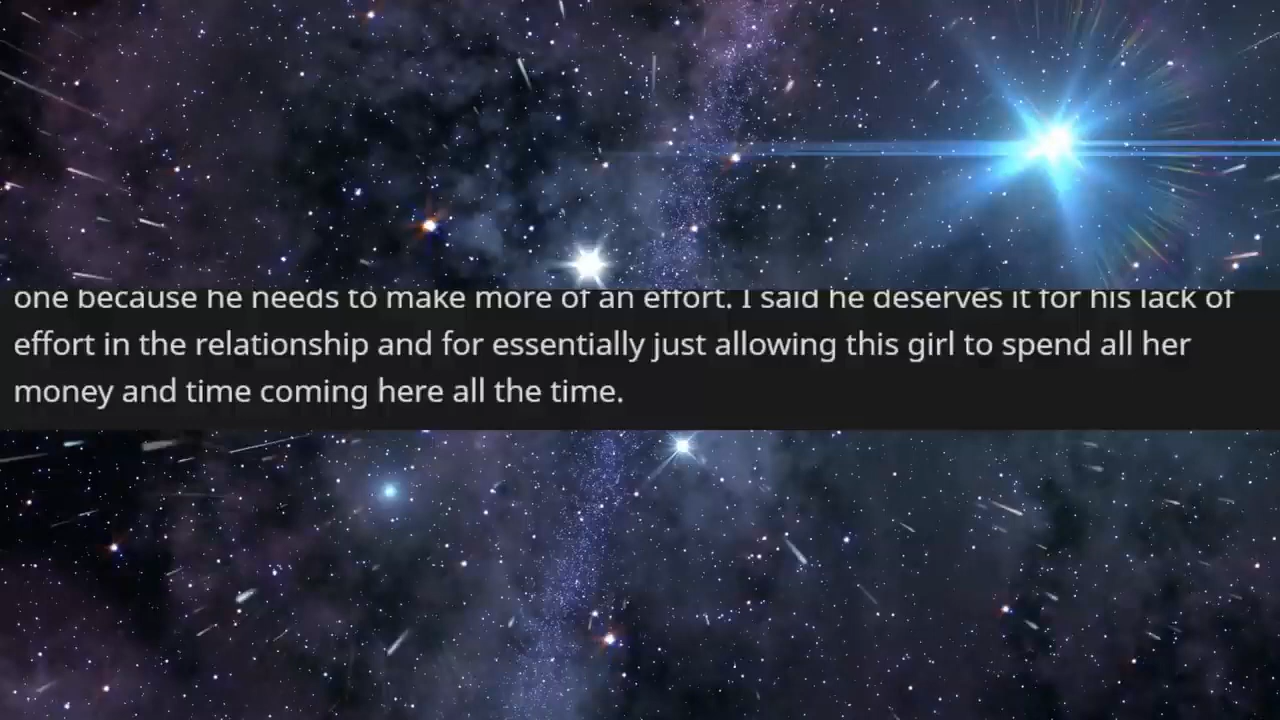 one because he needs to make more of an effort. I said he deserves it for his lack of
effort in the relationship and for essentially just allowing this girl to spend all her
money and time coming here all the time.